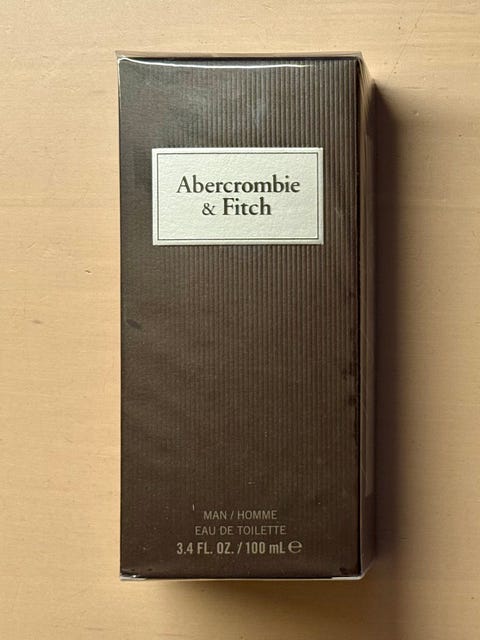 Abercrombie
& Fitch
MAN / HOMME
EAU DE TOILETTE
3.4 FL. OZ. / 100 mL ℮